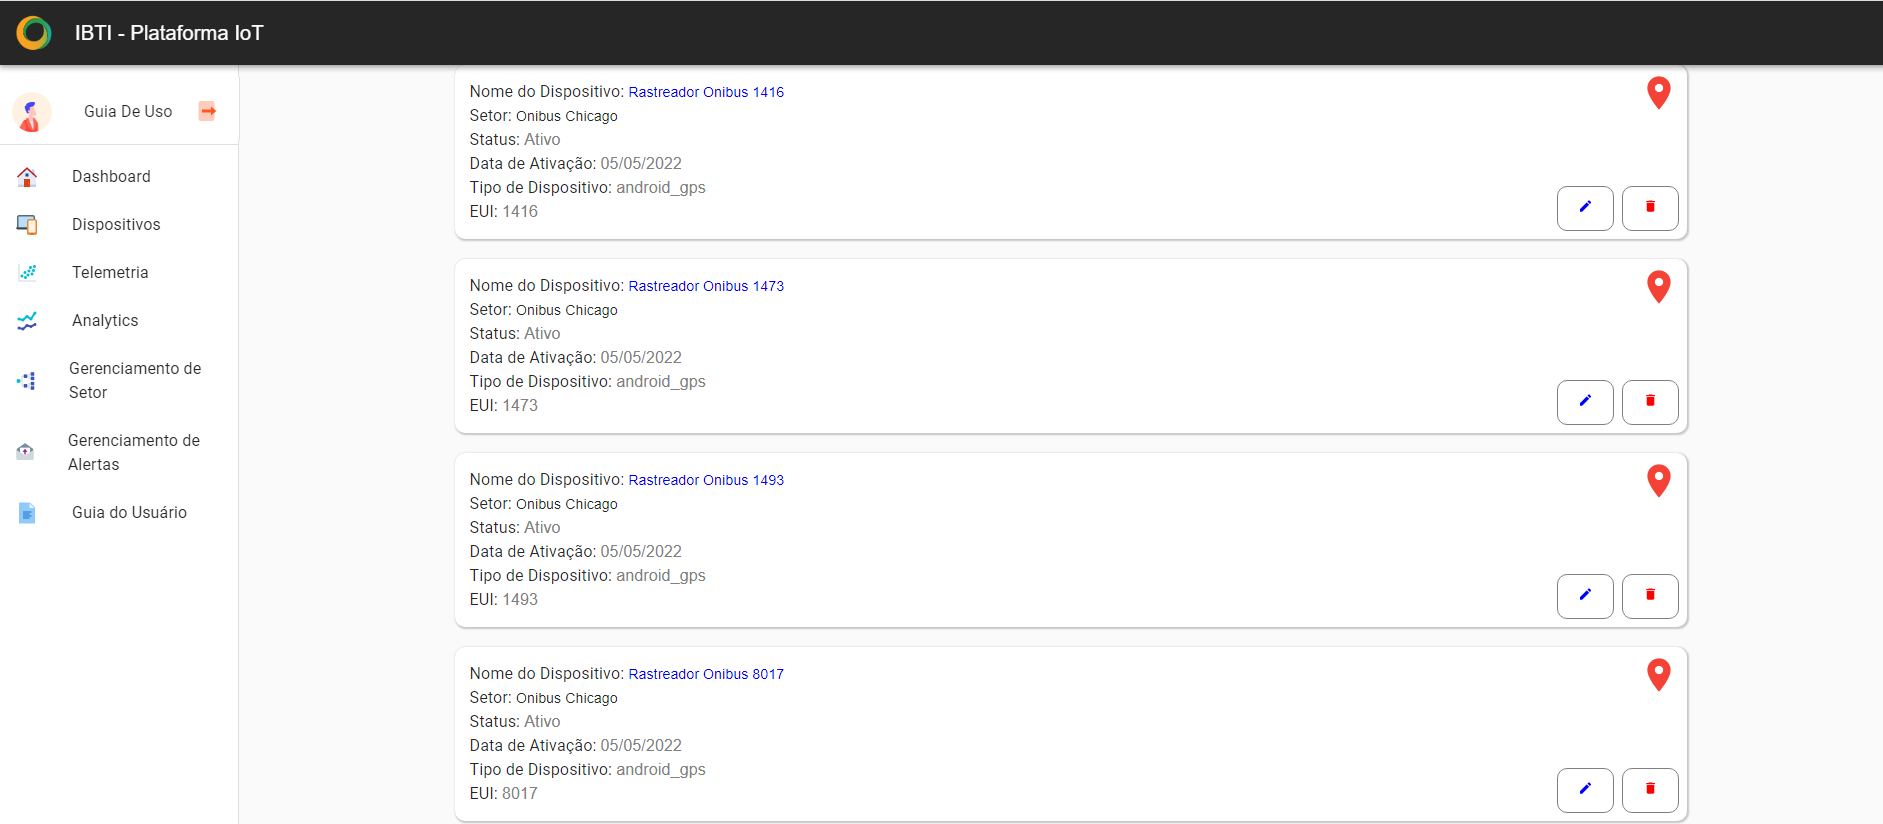 IBTI - Plataforma IoT
Guia De Uso
Dashboard
Dispositivos
Telemetria
Analytics
Gerenciamento de
Setor
Gerenciamento de
Alertas
Guia do Usuário
Nome do Dispositivo: Rastreador Onibus 1416
Setor: Onibus Chicago
Status: Ativo
Data de Ativação: 05/05/2022
Tipo de Dispositivo: android_gps
EUI: 1416
Nome do Dispositivo: Rastreador Onibus 1473
Setor: Onibus Chicago
Status: Ativo
Data de Ativação: 05/05/2022
Tipo de Dispositivo: android_gps
EUI: 1473
Nome do Dispositivo: Rastreador Onibus 1493
Setor: Onibus Chicago
Status: Ativo
Data de Ativação: 05/05/2022
Tipo de Dispositivo: android_gps
EUI: 1493
Nome do Dispositivo: Rastreador Onibus 8017
Setor: Onibus Chicago
Status: Ativo
Data de Ativação: 05/05/2022
Tipo de Dispositivo: android_gps
EUI: 8017